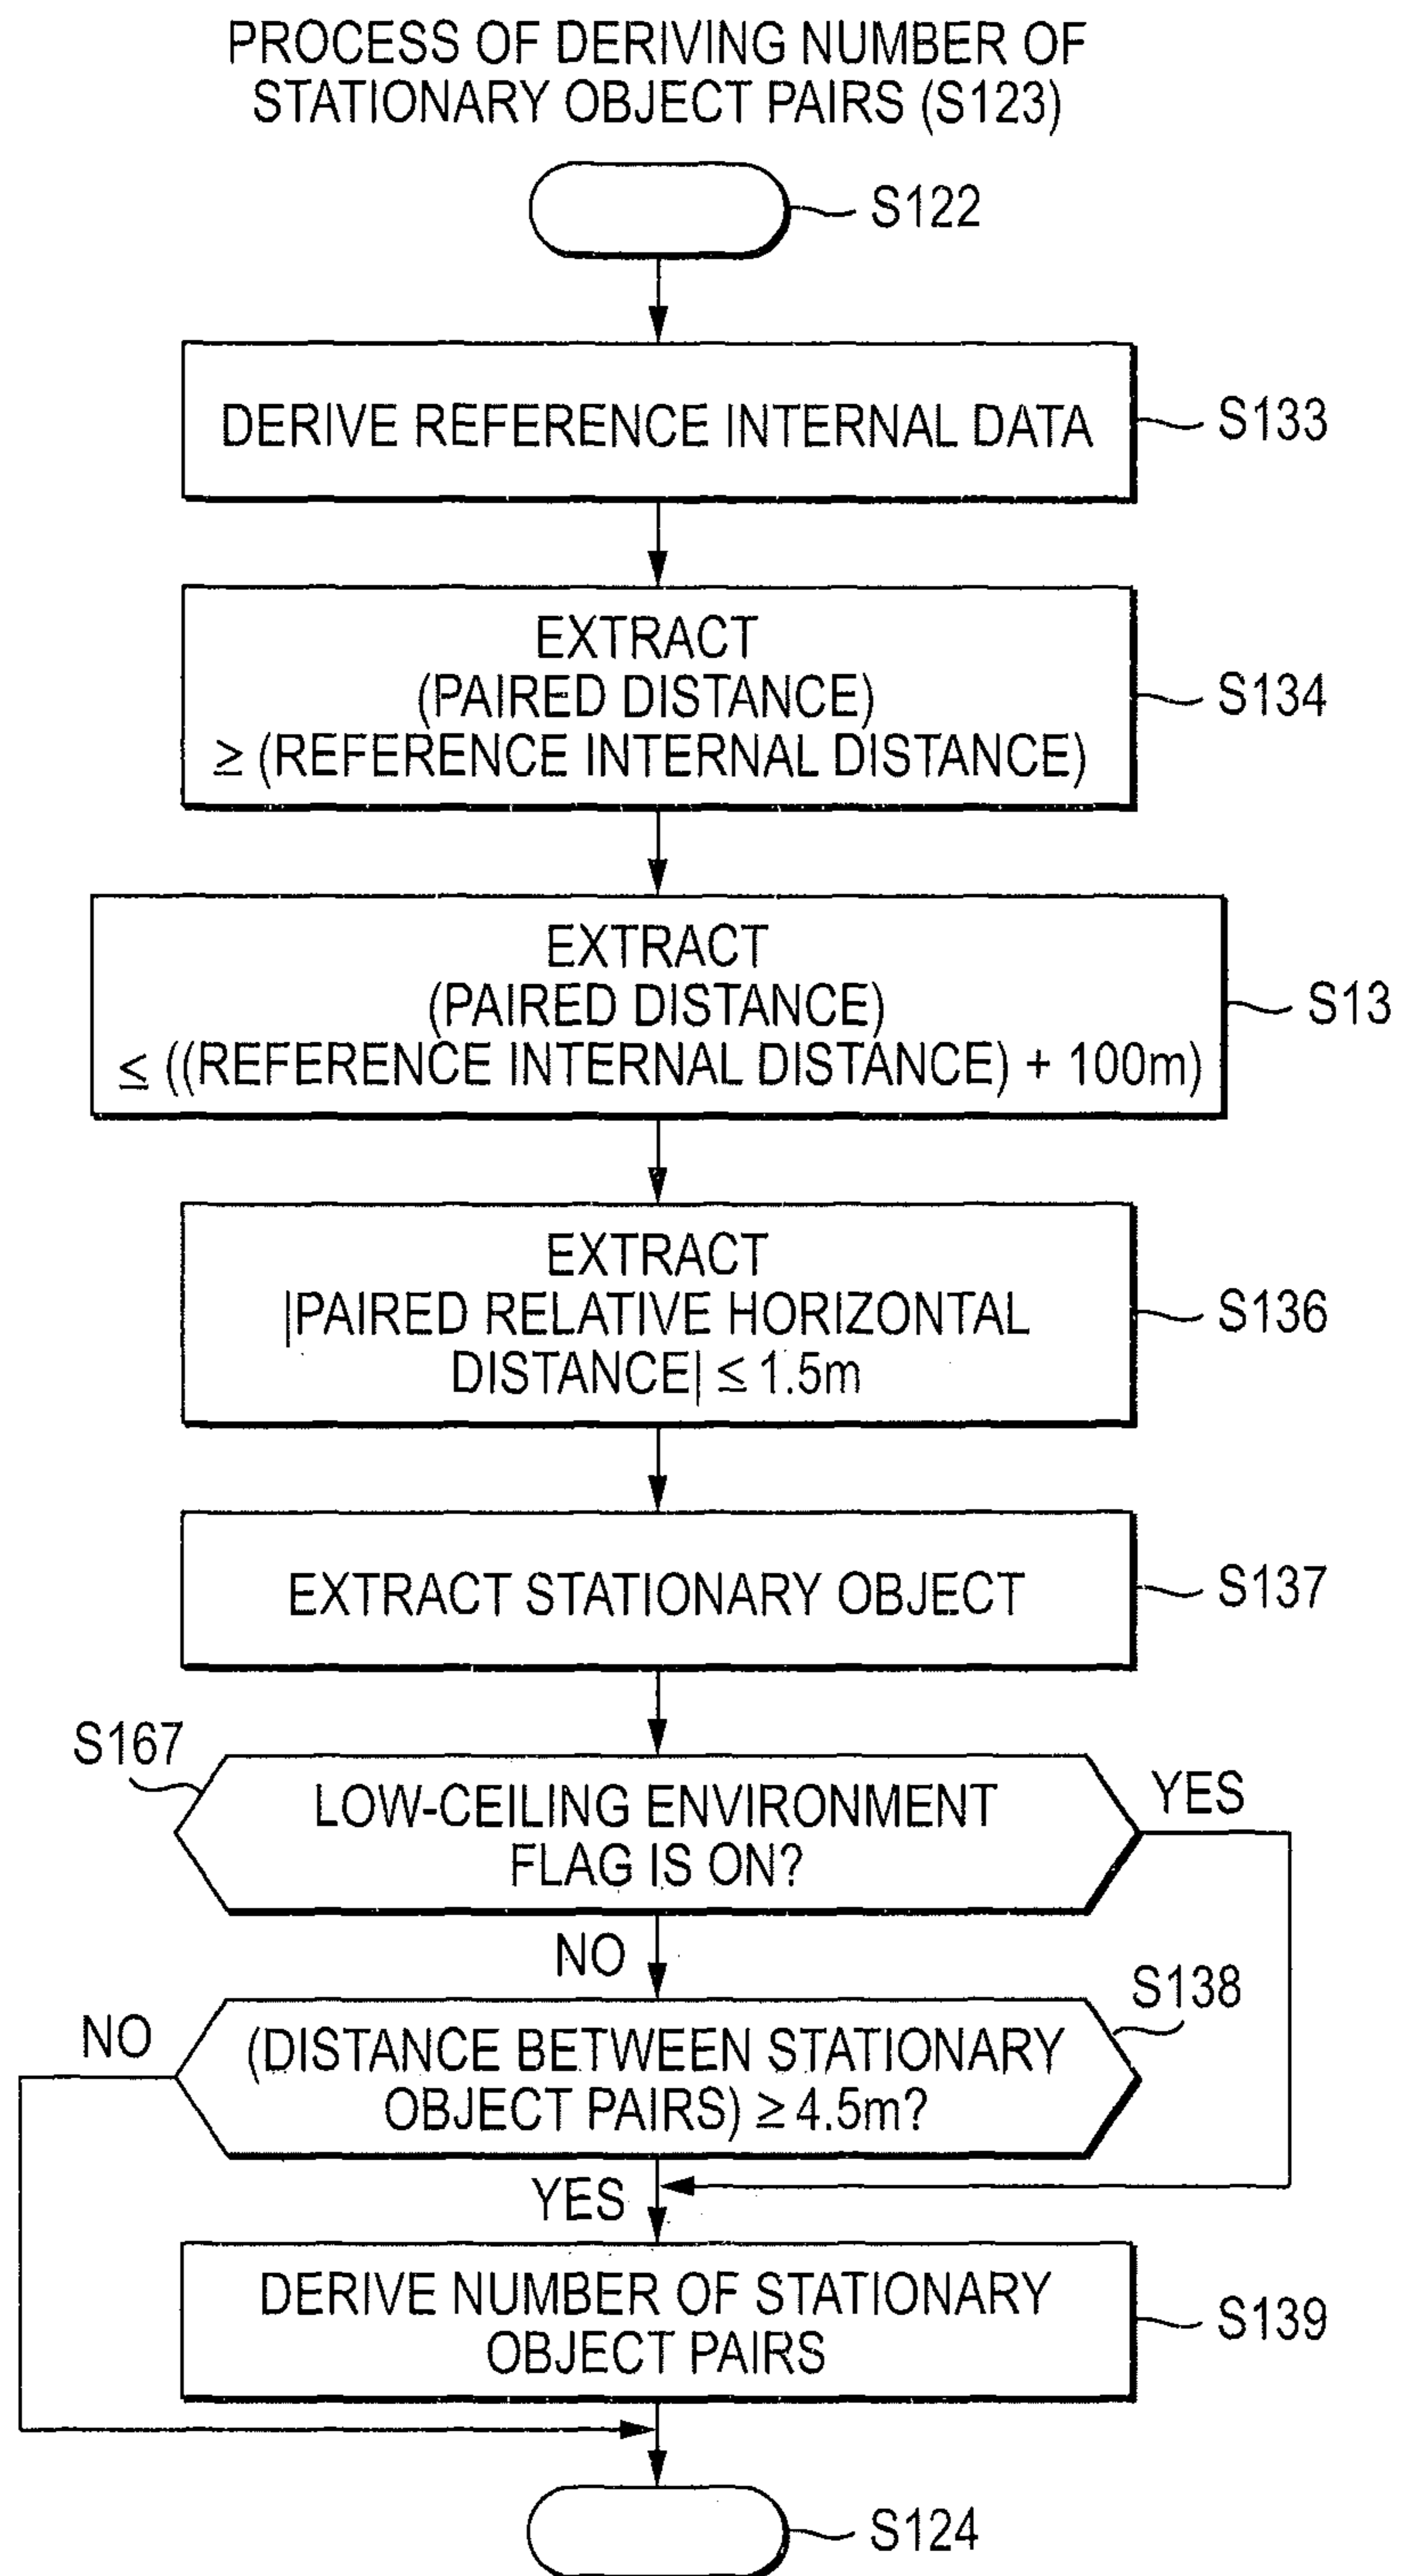 PROCESS OF DERIVING NUMBER OF
STATIONARY OBJECT PAIRS (S123)
S122
DERIVE REFERENCE INTERNAL DATA
S133
EXTRACT
(PAIRED DISTANCE)
≥ (REFERENCE INTERNAL DISTANCE)
S134
EXTRACT
(PAIRED DISTANCE)
≤ ((REFERENCE INTERNAL DISTANCE) + 100m)
S13
EXTRACT
|PAIRED RELATIVE HORIZONTAL
DISTANCE| ≤ 1.5m
S136
EXTRACT STATIONARY OBJECT
S137
S167
LOW-CEILING ENVIRONMENT
FLAG IS ON?
YES
NO
S138
NO
(DISTANCE BETWEEN STATIONARY
OBJECT PAIRS) ≥ 4.5m?
YES
DERIVE NUMBER OF STATIONARY
OBJECT PAIRS
S139
S124